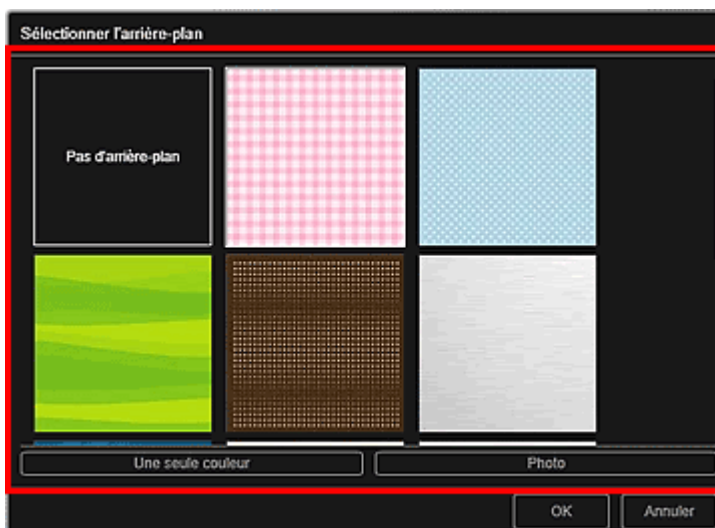 Sélectionner l'arrière-plan
Pas d'arrière-plan
Une seule couleur
Photo
OK
Annuler